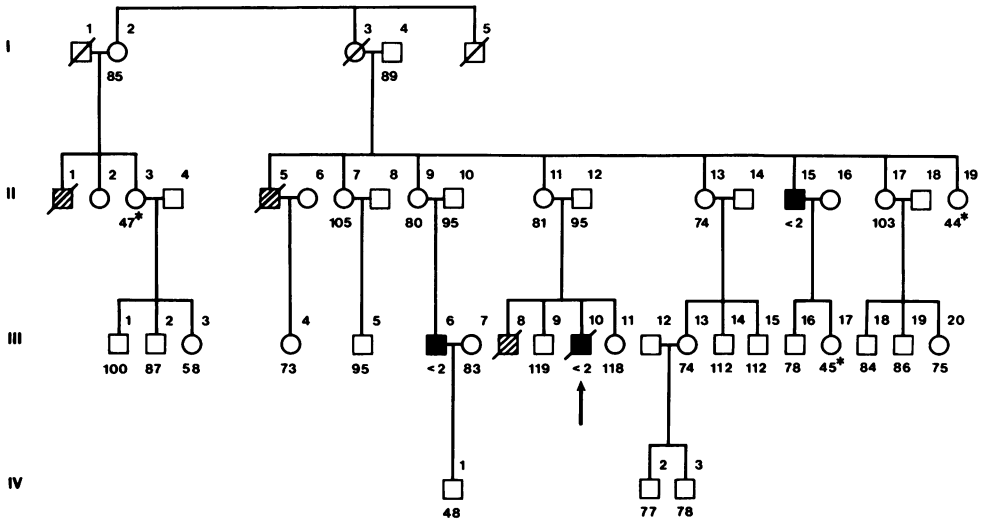 1 2 3 4 5
I
85 89
1 2 3 4 5 6 7 8 9 10 11 12 13 14 15 16 17 18 19
II
47* 105 80 95 81 95 74 <2 103 44*
1 2 3 4 5 6 7 8 9 10 11 12 13 14 15 16 17 18 19 20
III
100 87 58 73 95 <2 83 119 <2 118 74 112 112 78 45* 84 86 75
1 2 3
IV
48 77 78